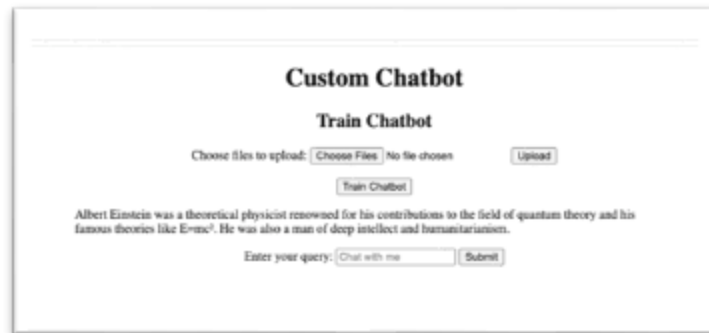 Custom Chatbot
Train Chatbot
Choose files to upload: Choose Files No file chosen Upload
Train Chatbot
Albert Einstein was a theoretical physicist renowned for his contributions to the field of quantum theory and his
famous theories like E=mc². He was also a man of deep intellect and humanitarianism.
Enter your query: Chat with me Submit